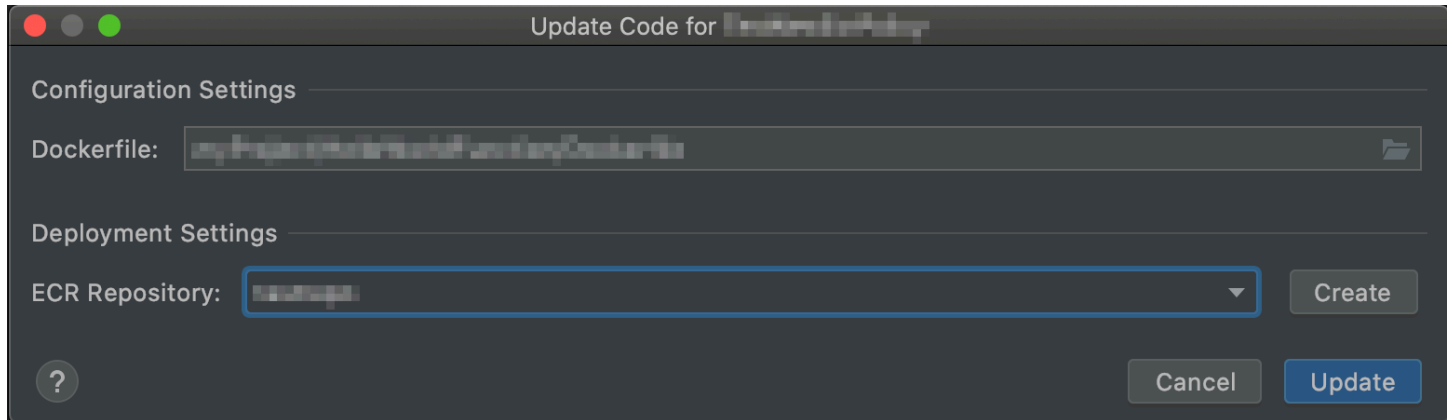 Update Code for
Configuration Settings
Dockerfile:
Deployment Settings
ECR Repository:
Create
?
Cancel
Update